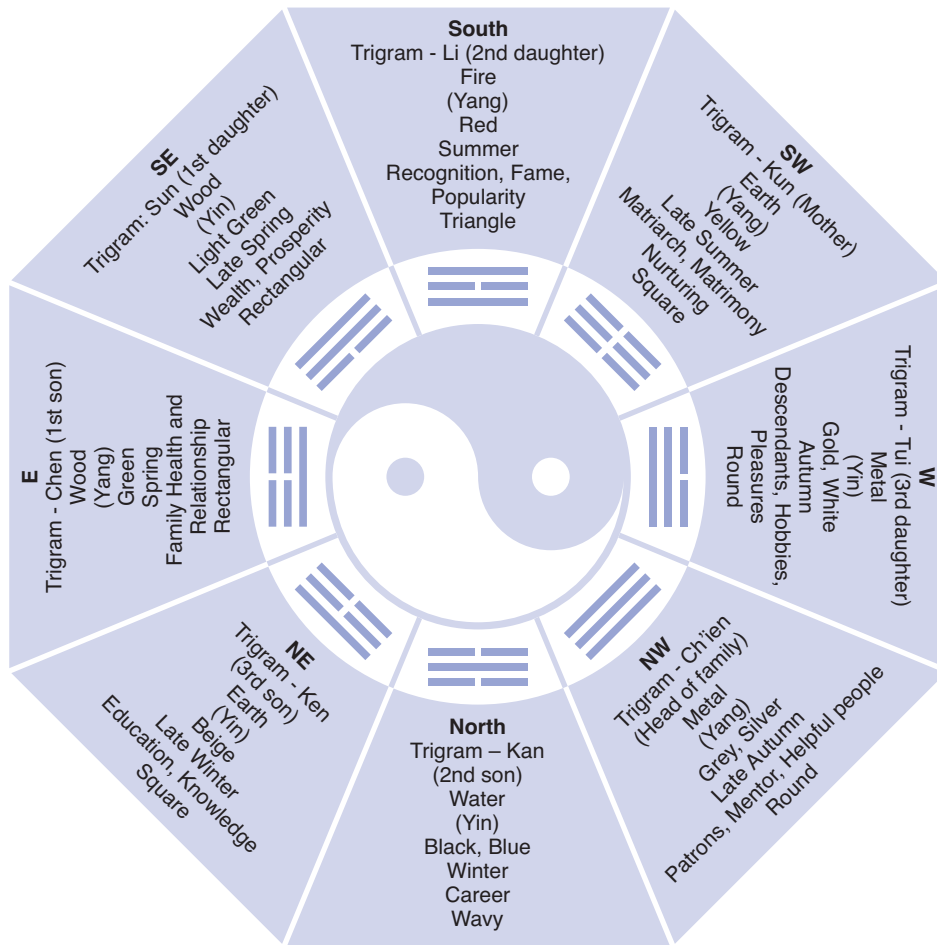 South
Trigram - Li (2nd daughter)
Fire
(Yang)
Red
Summer
Recognition, Fame,
Popularity
Triangle
SW
Trigram - Kun (Mother)
Earth
(Yang)
Yellow
Late Summer
Matriarch, Matrimony
Nurturing
Square
W
Trigram - Tui (3rd daughter)
Metal
(Yin)
Gold, White
Autumn
Descendants, Hobbies,
Pleasures
Round
NW
Trigram - Ch'ien
(Head of family)
Metal
(Yang)
Grey, Silver
Late Autumn
Patrons, Mentor, Helpful people
Round
North
Trigram – Kan
(2nd son)
Water
(Yin)
Black, Blue
Winter
Career
Wavy
NE
Trigram - Ken
(3rd son)
Earth
(Yin)
Beige
Late Winter
Education, Knowledge
Square
E
Trigram - Chen (1st son)
Wood
(Yang)
Green
Spring
Family Health and
Relationship
Rectangular
SE
Trigram: Sun (1st daughter)
Wood
(Yin)
Light Green
Late Spring
Wealth, Prosperity
Rectangular